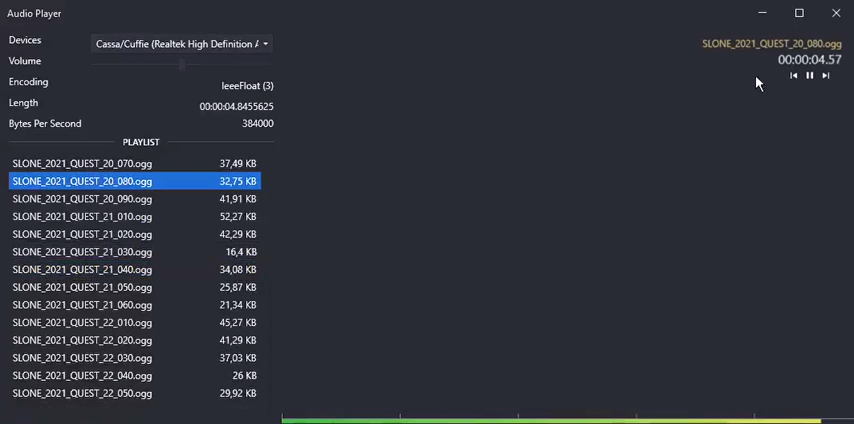 Audio Player
Devices
Cassa/Cuffie (Realtek High Definition A
Volume
Encoding
IeeeFloat (3)
Length
00:00:04.8455625
Bytes Per Second
384000
PLAYLIST
SLONE_2021_QUEST_20_070.ogg 37,49 KB
SLONE_2021_QUEST_20_080.ogg 32,75 KB
SLONE_2021_QUEST_20_090.ogg 41,91 KB
SLONE_2021_QUEST_21_010.ogg 52,27 KB
SLONE_2021_QUEST_21_020.ogg 42,29 KB
SLONE_2021_QUEST_21_030.ogg 16,4 KB
SLONE_2021_QUEST_21_040.ogg 34,08 KB
SLONE_2021_QUEST_21_050.ogg 25,87 KB
SLONE_2021_QUEST_21_060.ogg 21,34 KB
SLONE_2021_QUEST_22_010.ogg 45,27 KB
SLONE_2021_QUEST_22_020.ogg 41,29 KB
SLONE_2021_QUEST_22_030.ogg 37,03 KB
SLONE_2021_QUEST_22_040.ogg 26 KB
SLONE_2021_QUEST_22_050.ogg 29,92 KB
SLONE_2021_QUEST_20_080.ogg
00:00:04.57